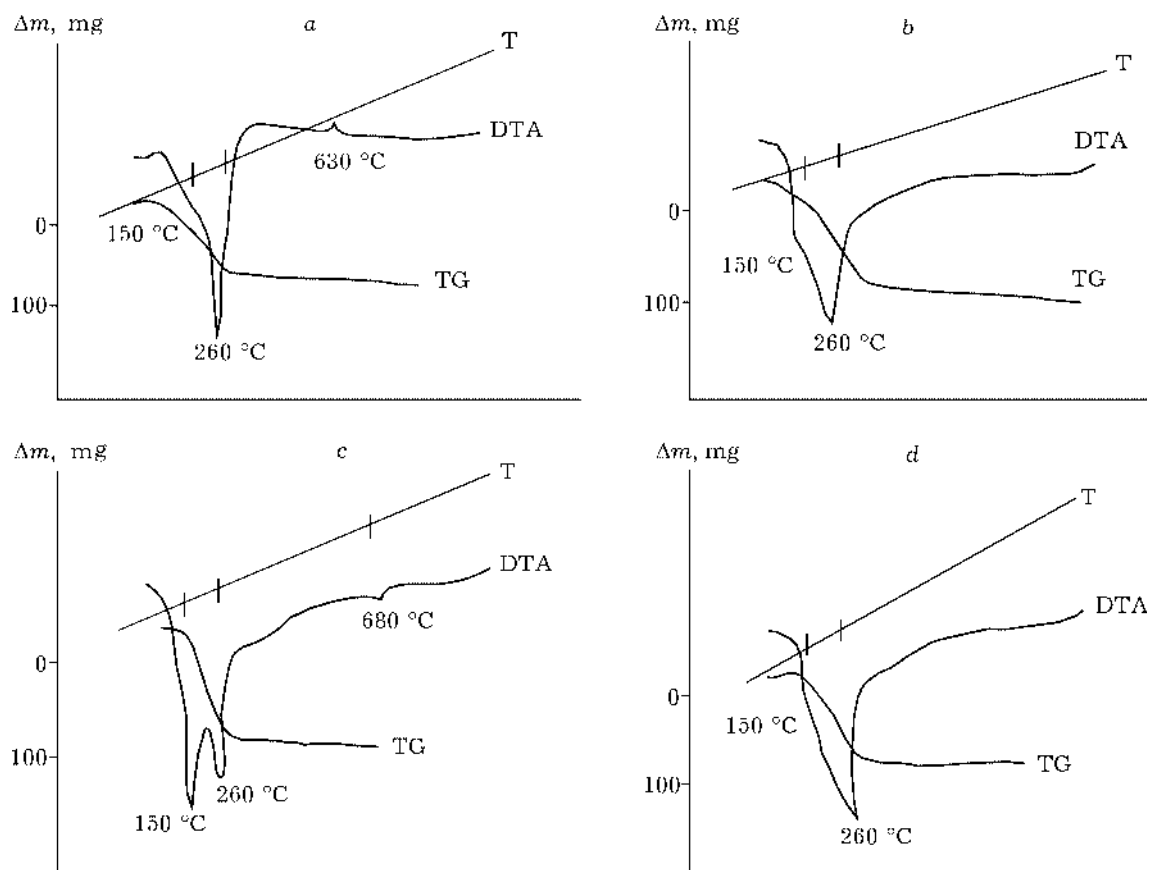 Δm, mg
a
T
DTA
630 °C
150 °C
0
TG
100
260 °C
Δm, mg
b
T
DTA
0
150 °C
TG
100
260 °C
Δm, mg
c
T
DTA
680 °C
0
TG
100
260 °C
150 °C
Δm, mg
d
T
DTA
0
150 °C
TG
100
260 °C